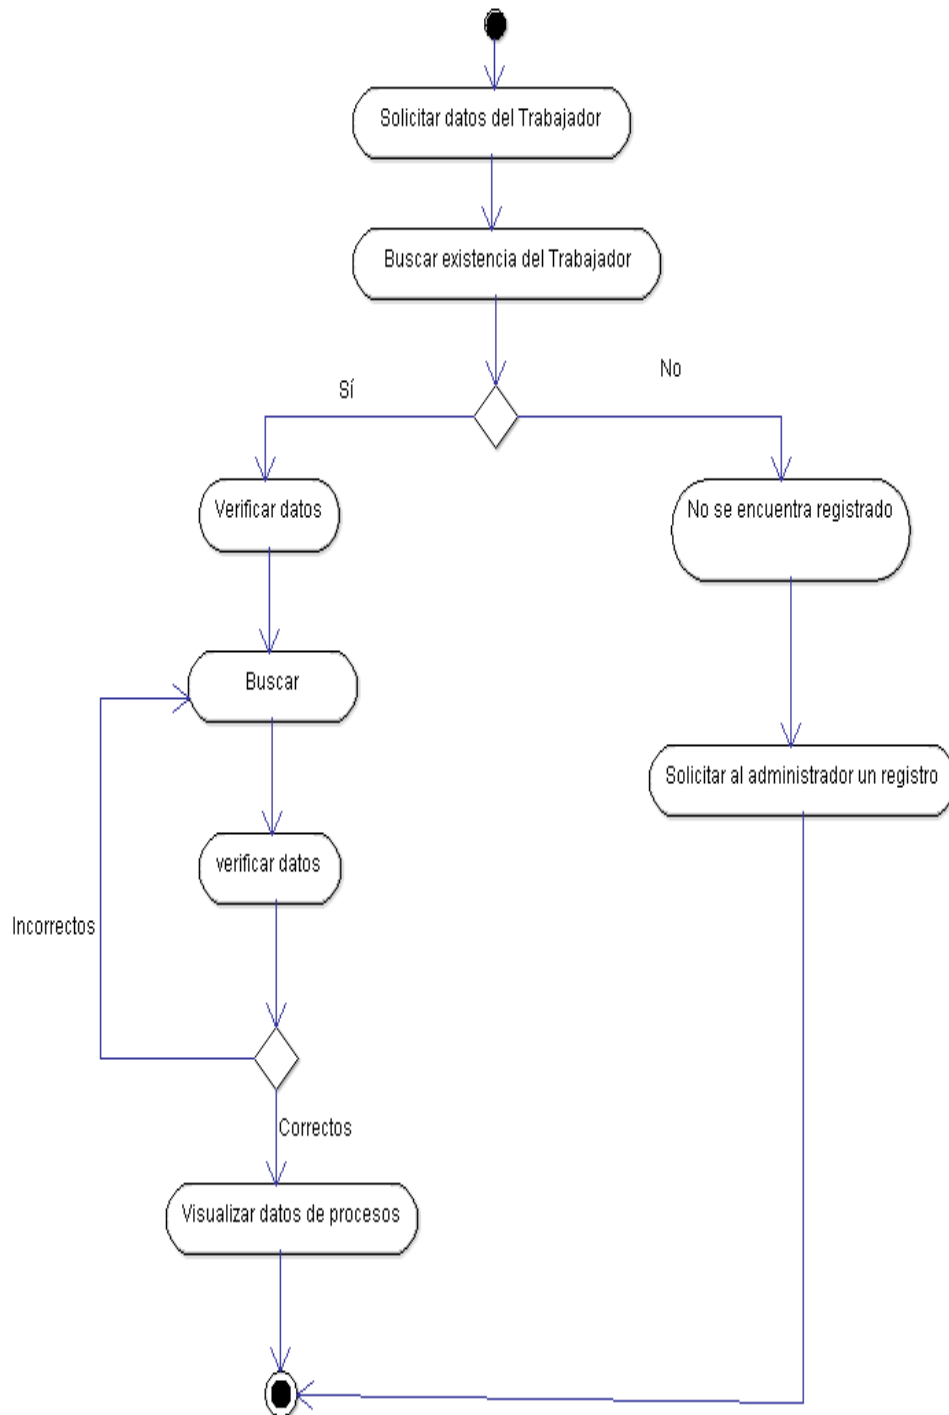 Solicitar datos del Trabajador
Buscar existencia del Trabajador
Sí
No
Verificar datos
No se encuentra registrado
Buscar
Solicitar al administrador un registro
verificar datos
Incorrectos
Correctos
Visualizar datos de procesos